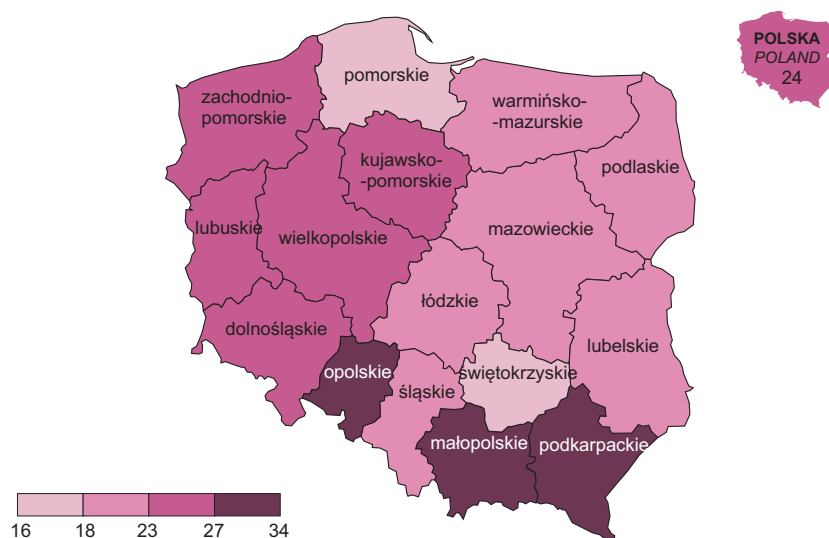 POLSKA
POLAND
24
pomorskie
zachodnio-
-pomorskie
warmińsko-
-mazurskie
podlaskie
kujawsko-
-pomorskie
lubuskie
wielkopolskie
mazowieckie
łódzkie
dolnośląskie
lubelskie
opolskie
śląskie
świętokrzyskie
małopolskie
podkarpackie
16 18 23 27 34